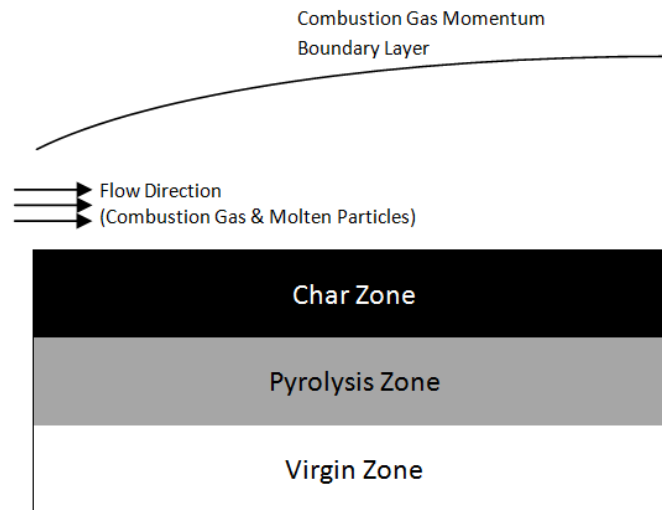 Combustion Gas Momentum
Boundary Layer
Flow Direction
(Combustion Gas & Molten Particles)
Char Zone
Pyrolysis Zone
Virgin Zone